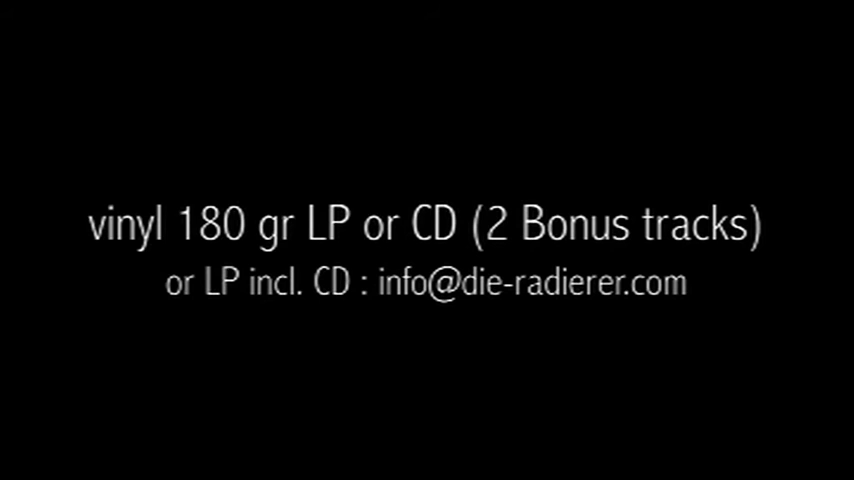 vinyl 180 gr LP or CD (2 Bonus tracks)
or LP incl. CD : info@die-radierer.com